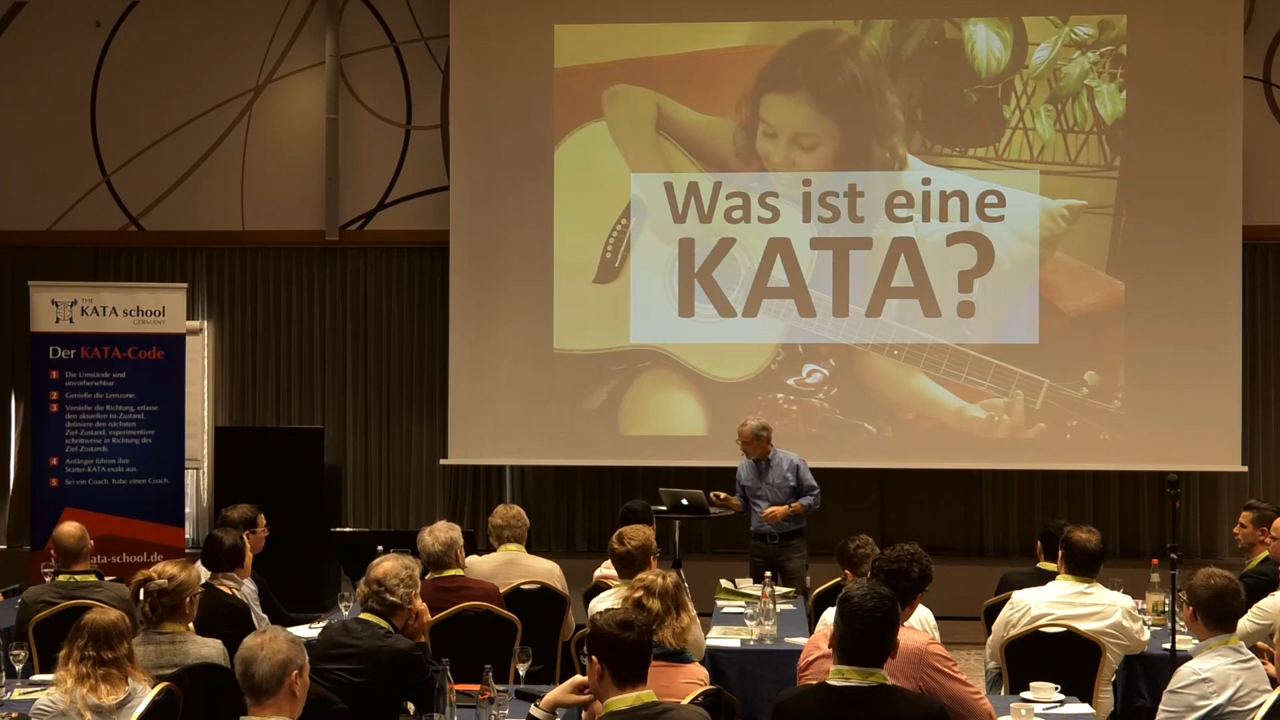 Was ist eine
KATA?
THE
KATA school
GERMANY
Der KATA-Code
1 Die Umstände sind
unvorhersehbar.
2 Genieße die Lernzone.
3 Verstehe die Richtung, erfasse
den aktuellen Ist-Zustand,
definiere den nächsten
Ziel-Zustand, experimentiere
schrittweise in Richtung des
Ziel-Zustands.
4 Anfänger führen ihre
Starter-KATA exakt aus.
5 Sei ein Coach, habe einen Coach.
ata-school.de